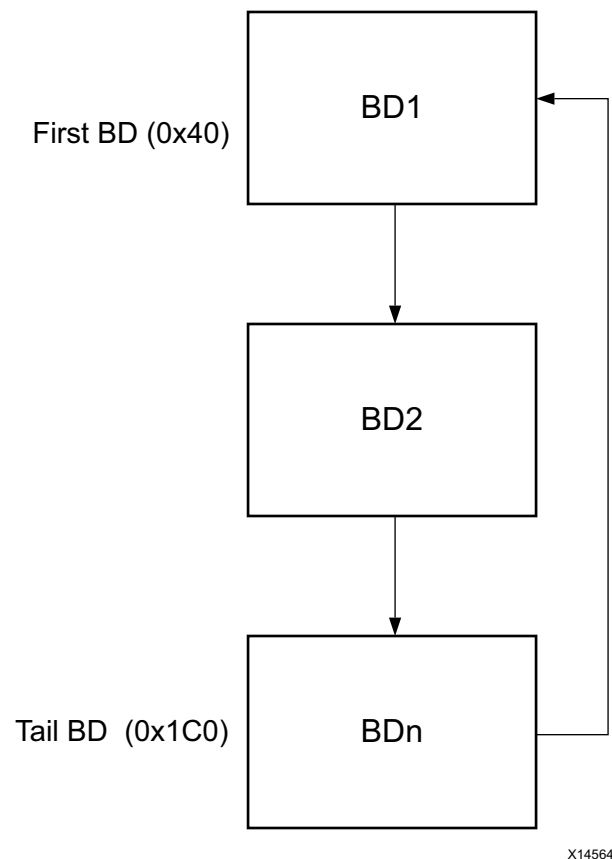 BD1
First BD (0x40)
BD2
Tail BD (0x1C0)
BDn
X14564